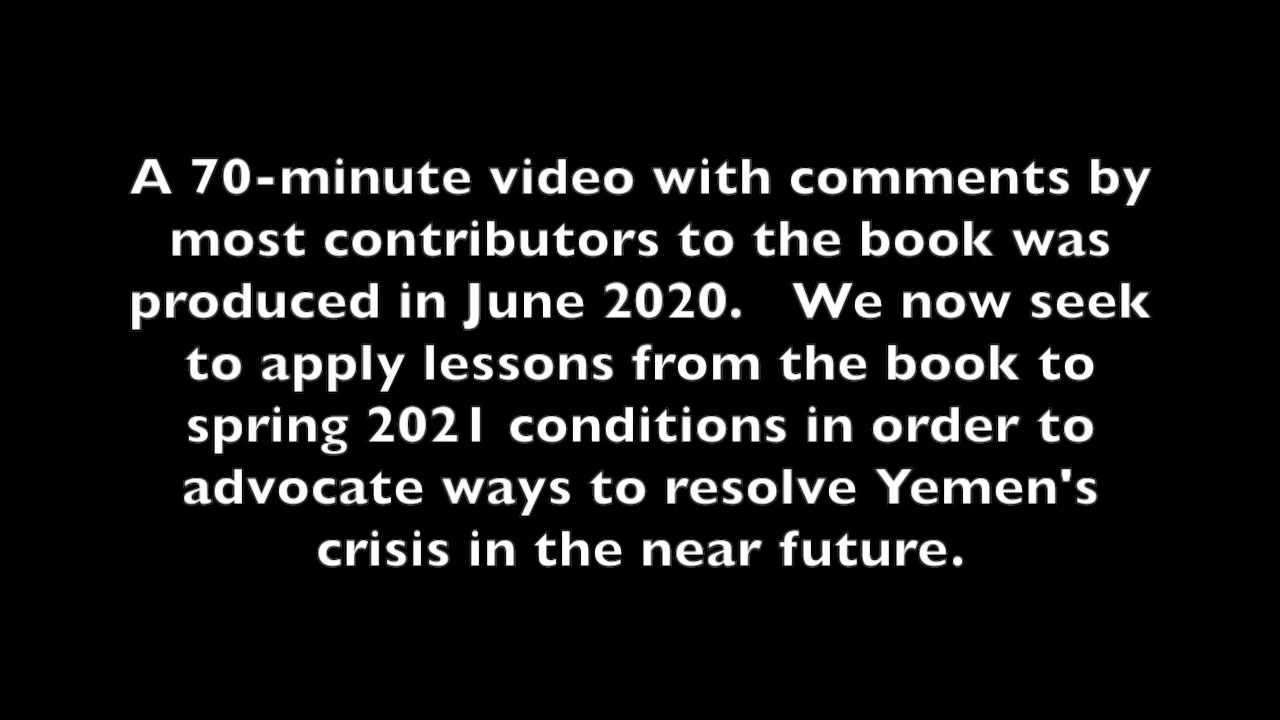 A 70-minute video with comments by
most contributors to the book was
produced in June 2020.   We now seek
to apply lessons from the book to
spring 2021 conditions in order to
advocate ways to resolve Yemen's
crisis in the near future.